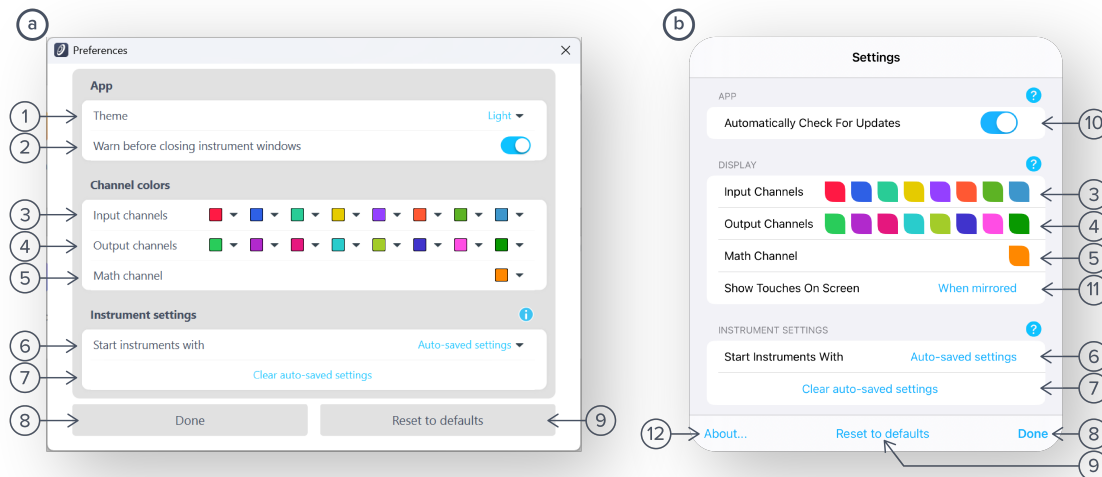 a
Preferences
App
1
Theme
Light
2
Warn before closing instrument windows
Channel colors
3
Input channels
4
Output channels
5
Math channel
Instrument settings
i
6
Start instruments with
Auto-saved settings
7
Clear auto-saved settings
8
Done
Reset to defaults
9
b
Settings
APP
?
Automatically Check For Updates
10
DISPLAY
?
Input Channels
3
Output Channels
4
Math Channel
5
Show Touches On Screen
When mirrored
11
INSTRUMENT SETTINGS
?
Start Instruments With
Auto-saved settings
6
Clear auto-saved settings
7
12
About...
Reset to defaults
Done
8
9